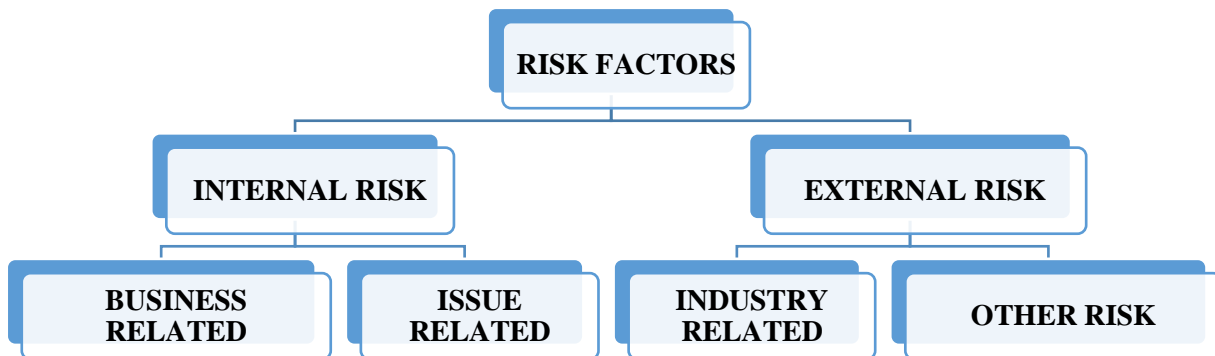 RISK FACTORS
INTERNAL RISK
EXTERNAL RISK
BUSINESS
RELATED
ISSUE
RELATED
INDUSTRY
RELATED
OTHER RISK